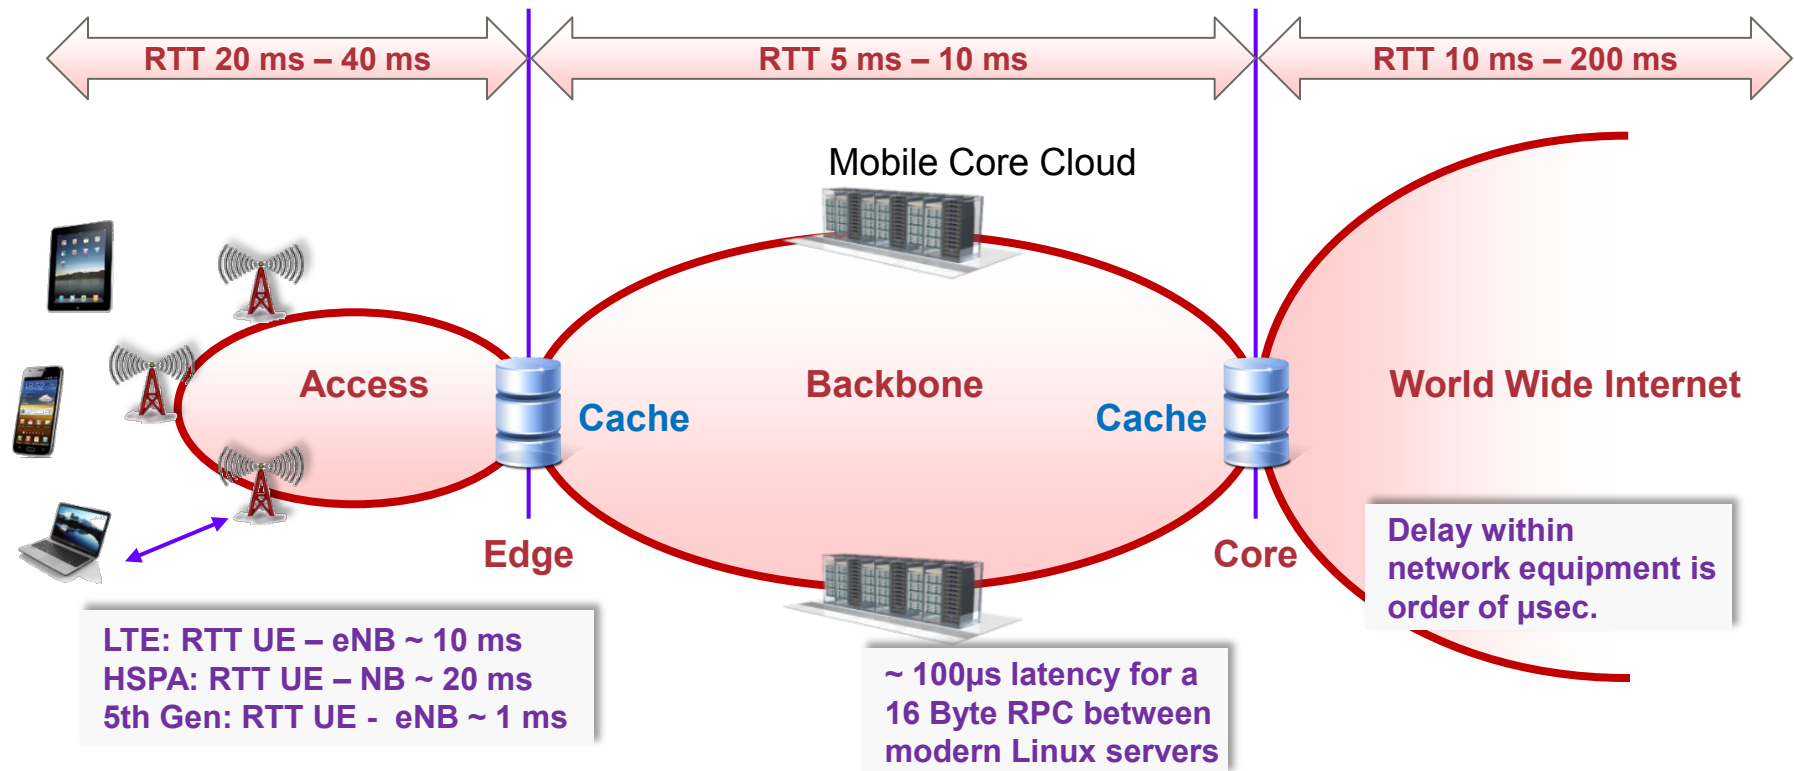 RTT 20 ms – 40 ms
RTT 5 ms – 10 ms
RTT 10 ms – 200 ms
Mobile Core Cloud
Access
Cache
Backbone
Cache
World Wide Internet
Edge
Core
LTE: RTT UE – eNB ~ 10 ms
HSPA: RTT UE – NB ~ 20 ms
5th Gen: RTT UE - eNB ~ 1 ms
~ 100µs latency for a
16 Byte RPC between
modern Linux servers
Delay within
network equipment is
order of µsec.